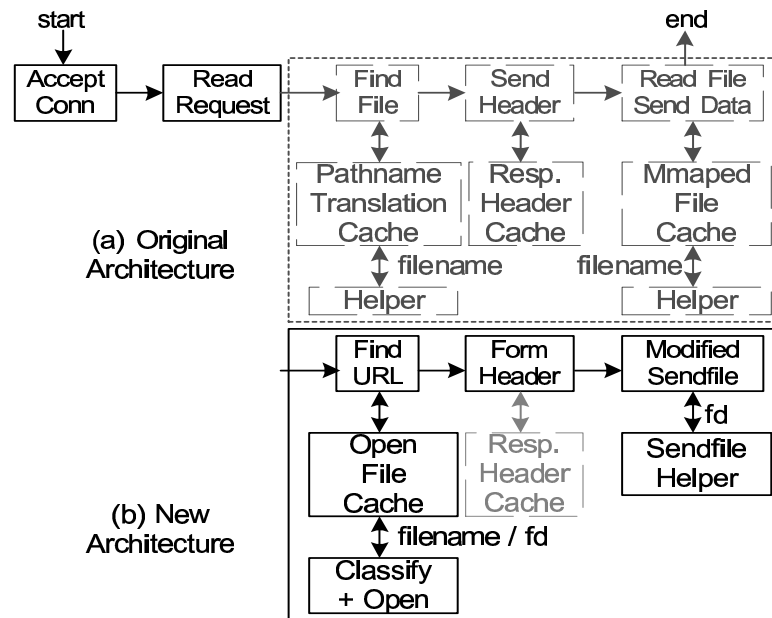 start
end
Accept
Conn
Read
Request
Find
File
Send
Header
Read File
Send Data
Pathname
Translation
Cache
Resp.
Header
Cache
Mmaped
File
Cache
(a) Original
Architecture
filename
filename
Helper
Helper
Find
URL
Form
Header
Modified
Sendfile
fd
Open
File
Cache
Resp.
Header
Cache
Sendfile
Helper
(b) New
Architecture
filename / fd
Classify
+ Open